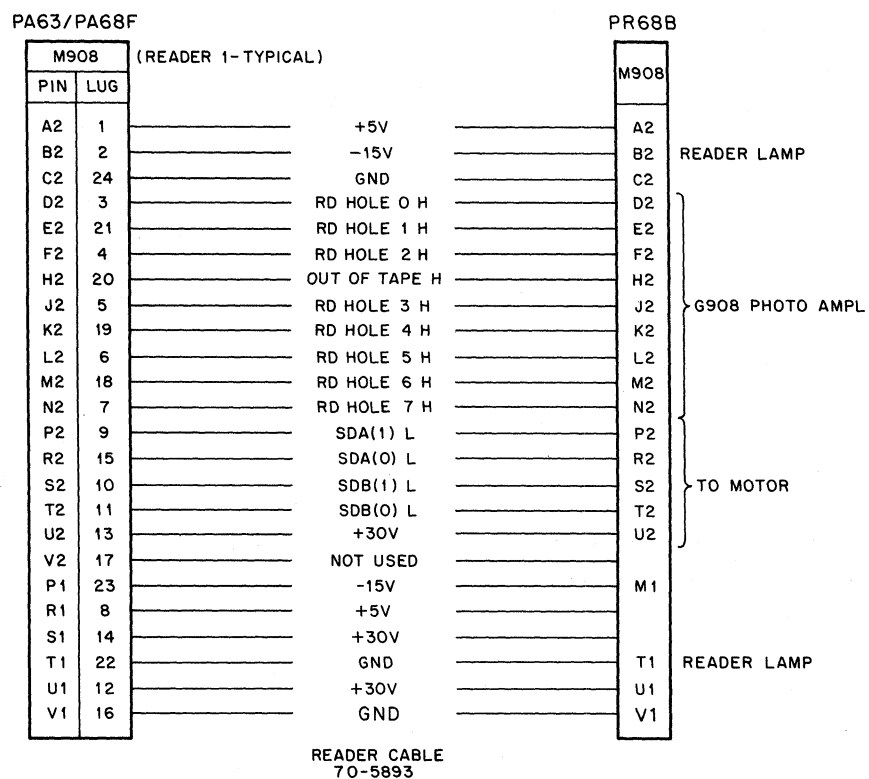 PA63/PA68F PR68B
M908 (READER 1-TYPICAL) M908
PIN LUG
A2 1 +5V A2
B2 2 -15V B2 READER LAMP
C2 24 GND C2
D2 3 RD HOLE 0 H D2
E2 21 RD HOLE 1 H E2
F2 4 RD HOLE 2 H F2
H2 20 OUT OF TAPE H H2
J2 5 RD HOLE 3 H J2 G908 PHOTO AMPL
K2 19 RD HOLE 4 H K2
L2 6 RD HOLE 5 H L2
M2 18 RD HOLE 6 H M2
N2 7 RD HOLE 7 H N2
P2 9 SDA(1) L P2
R2 15 SDA(0) L R2
S2 10 SDB(1) L S2 TO MOTOR
T2 11 SDB(0) L T2
U2 13 +30V U2
V2 17 NOT USED
P1 23 -15V M1
R1 8 +5V
S1 14 +30V
T1 22 GND T1 READER LAMP
U1 12 +30V U1
V1 16 GND V1
READER CABLE
70-5893